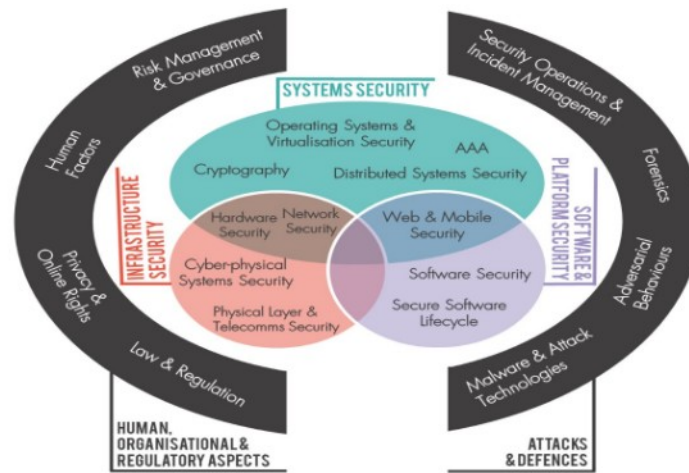 Risk Management
& Governance
Human
Factors
Privacy &
Online Rights
Law & Regulation
HUMAN,
ORGANISATIONAL &
REGULATORY ASPECTS
INFRASTRUCTURE
SECURITY
SYSTEMS SECURITY
Operating Systems &
Virtualisation Security
AAA
Cryptography
Distributed Systems Security
Hardware
Security
Network
Security
Web & Mobile
Security
Cyber-physical
Systems Security
Physical Layer &
Telecomms Security
Software Security
Secure Software
Lifecycle
SOFTWARE &
PLATFORM SECURITY
Security Operations &
Incident Management
Forensics
Adversarial
Behaviours
Malware & Attack
Technologies
ATTACKS
& DEFENCES